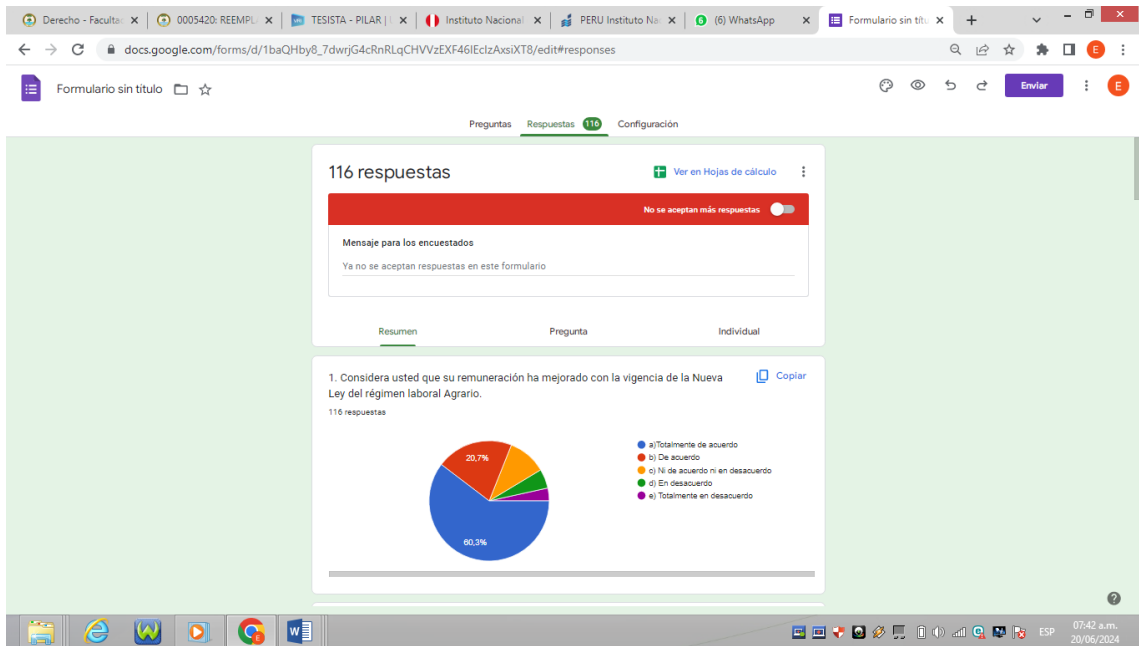 Derecho - Facultad
0005420: REEMPL
TESISTA - PILAR |
Instituto Nacional
PERU Instituto Nac
(6) WhatsApp
Formulario sin títu
docs.google.com/forms/d/1baQHby8_7dwrjG4cRnRLqCHVVzEXF46lEcIzAxsiXT8/edit#responses
E
Formulario sin título
Enviar
E
Preguntas
Respuestas 116
Configuración
116 respuestas
Ver en Hojas de cálculo
No se aceptan más respuestas
Mensaje para los encuestados
Ya no se aceptan respuestas en este formulario
Resumen
Pregunta
Individual
1. Considera usted que su remuneración ha mejorado con la vigencia de la Nueva
Ley del régimen laboral Agrario.
Copiar
116 respuestas
20,7%
60,3%
a)Totalmente de acuerdo
b) De acuerdo
c) Ni de acuerdo ni en desacuerdo
d) En desacuerdo
e) Totalmente en desacuerdo
ESP
07:42 a.m.
20/06/2024